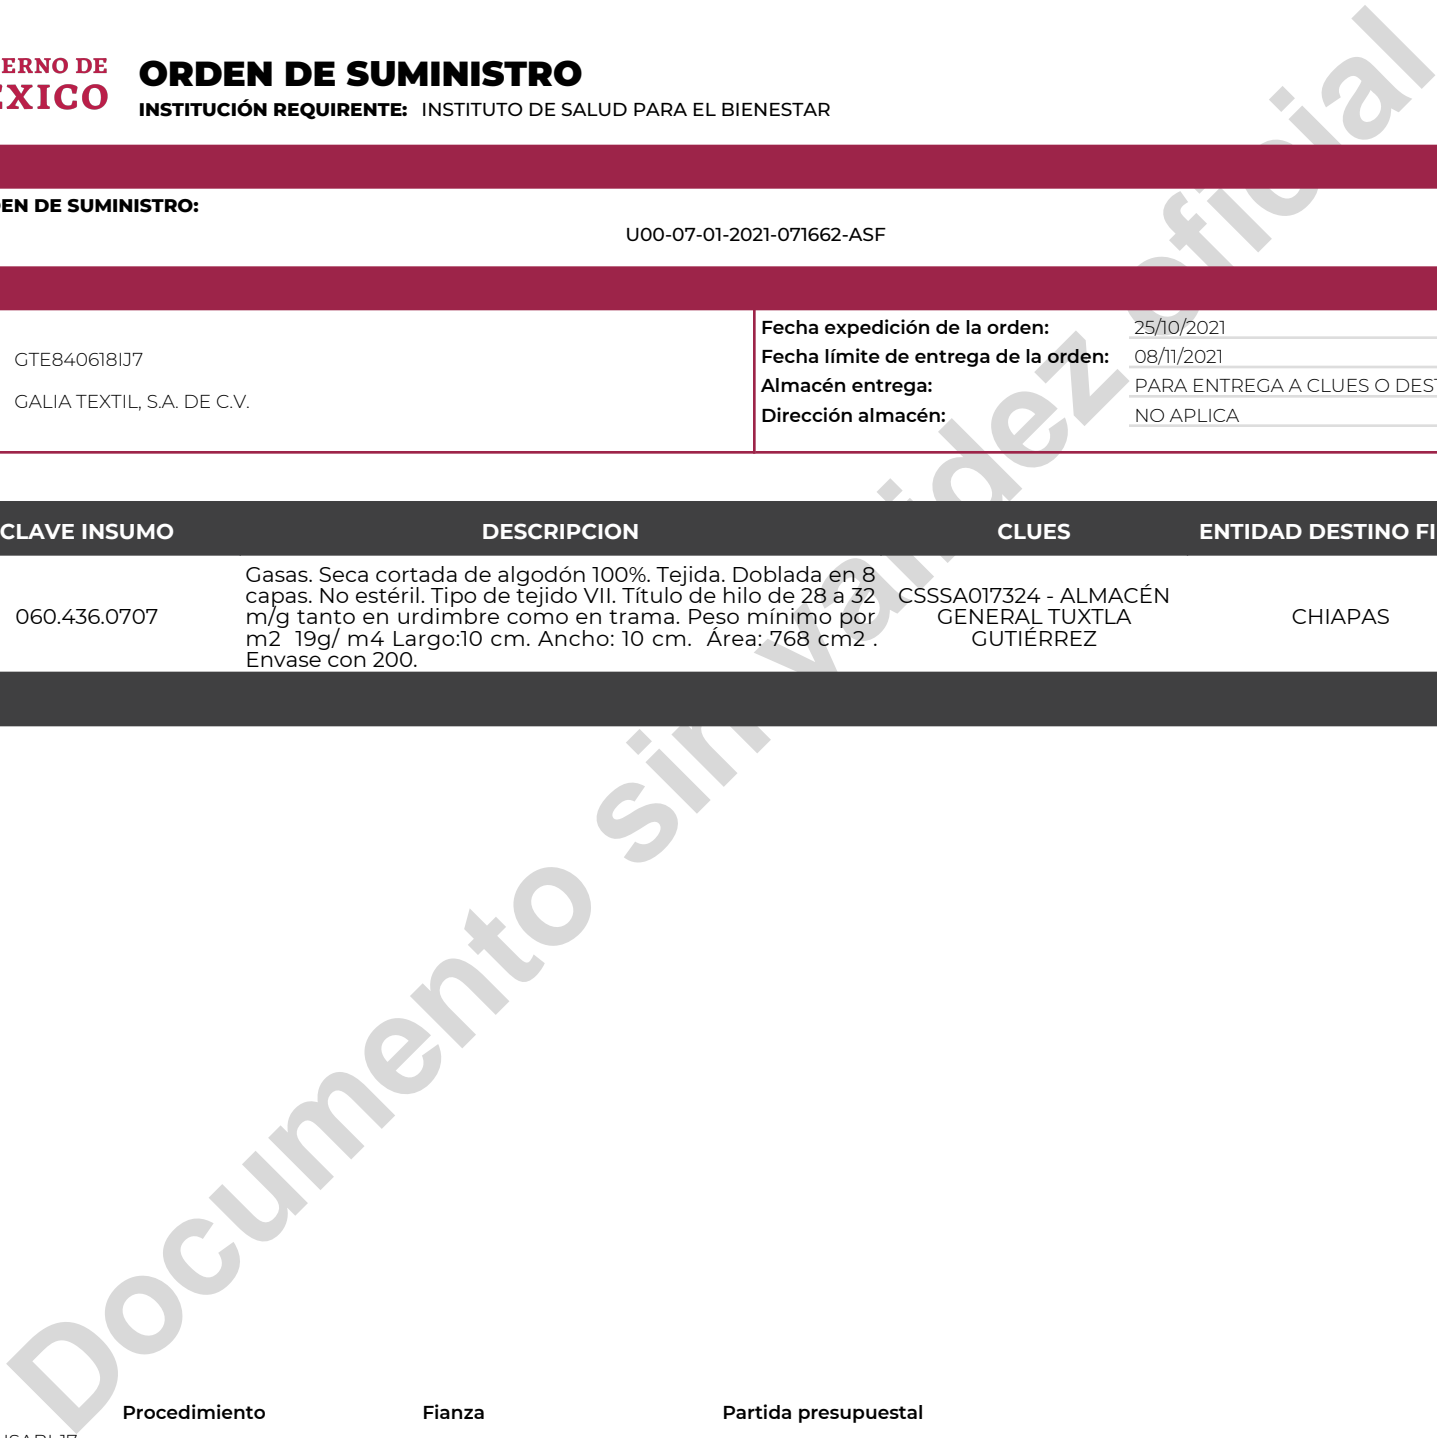 ERNO DE
EXICO
ORDEN DE SUMINISTRO
INSTITUCIÓN REQUIRENTE: INSTITUTO DE SALUD PARA EL BIENESTAR
EN DE SUMINISTRO:
U00-07-01-2021-071662-ASF
GTE840618IJ7
GALIA TEXTIL, S.A. DE C.V.
Fecha expedición de la orden: 25/10/2021
Fecha límite de entrega de la orden: 08/11/2021
Almacén entrega: PARA ENTREGA A CLUES O DEST
Dirección almacén: NO APLICA
CLAVE INSUMO DESCRIPCION CLUES ENTIDAD DESTINO FI
060.436.0707
Gasas. Seca cortada de algodón 100%. Tejida. Doblada en 8
capas. No estéril. Tipo de tejido VII. Título de hilo de 28 a 32
m/g tanto en urdimbre como en trama. Peso mínimo por
m2 19g/ m4 Largo:10 cm. Ancho: 10 cm. Área: 768 cm2 .
Envase con 200.
CSSSA017324 - ALMACÉN
GENERAL TUXTLA
GUTIÉRREZ
CHIAPAS
Documento sin validez oficial
Procedimiento Fianza Partida presupuestal